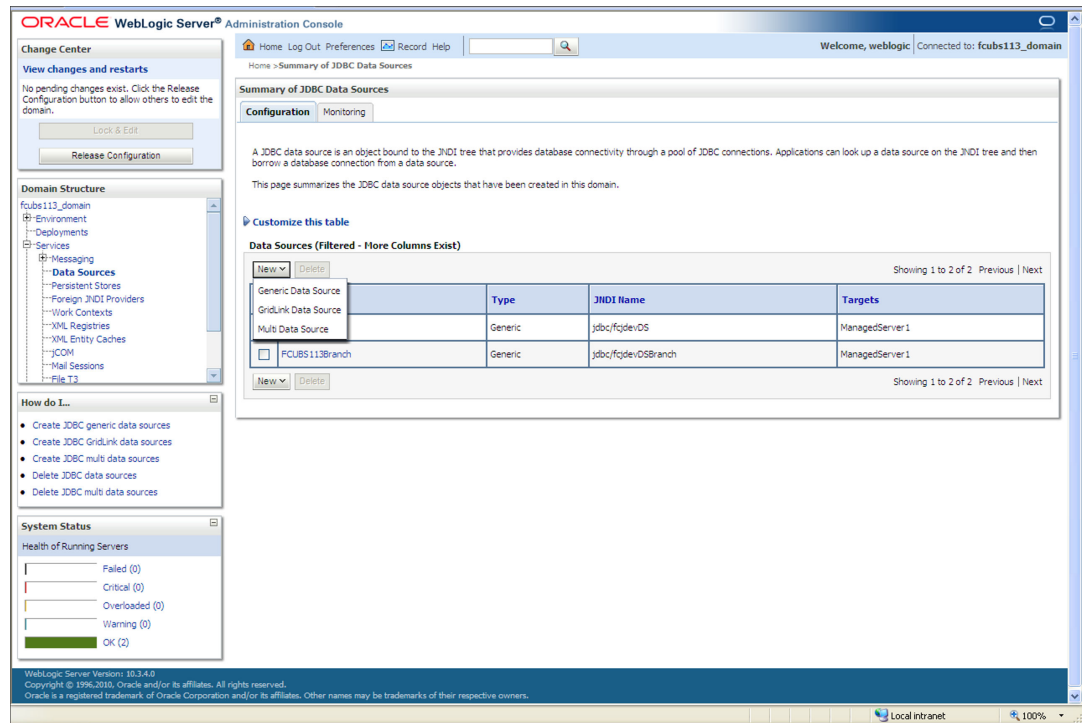 ORACLE WebLogic Server® Administration Console
Change Center
View changes and restarts
No pending changes exist. Click the Release
Configuration button to allow others to edit the
domain.
Lock & Edit
Release Configuration
Domain Structure
fcubs113_domain
Environment
Deployments
Services
Messaging
Data Sources
Persistent Stores
Foreign JNDI Providers
Work Contexts
XML Registries
XML Entity Caches
jCOM
Mail Sessions
File T3
How do I...
Create JDBC generic data sources
Create JDBC GridLink data sources
Create JDBC multi data sources
Delete JDBC data sources
Delete JDBC multi data sources
System Status
Health of Running Servers
Failed (0)
Critical (0)
Overloaded (0)
Warning (0)
OK (2)
Home Log Out Preferences Record Help
Welcome, weblogic Connected to: fcubs113_domain
Home >Summary of JDBC Data Sources
Summary of JDBC Data Sources
Configuration Monitoring
A JDBC data source is an object bound to the JNDI tree that provides database connectivity through a pool of JDBC connections. Applications can look up a data source on the JNDI tree and then
borrow a database connection from a data source.
This page summarizes the JDBC data source objects that have been created in this domain.
Customize this table
Data Sources (Filtered - More Columns Exist)
New Delete Showing 1 to 2 of 2 Previous | Next
Generic Data Source
GridLink Data Source
Multi Data Source
Type JNDI Name Targets
Generic jdbc/fcjdevDS ManagedServer1
FCUBS113Branch Generic jdbc/fcjdevDSBranch ManagedServer1
New Delete Showing 1 to 2 of 2 Previous | Next
WebLogic Server Version: 10.3.4.0
Copyright © 1996,2010, Oracle and/or its affiliates. All rights reserved.
Oracle is a registered trademark of Oracle Corporation and/or its affiliates. Other names may be trademarks of their respective owners.
Local intranet 100%